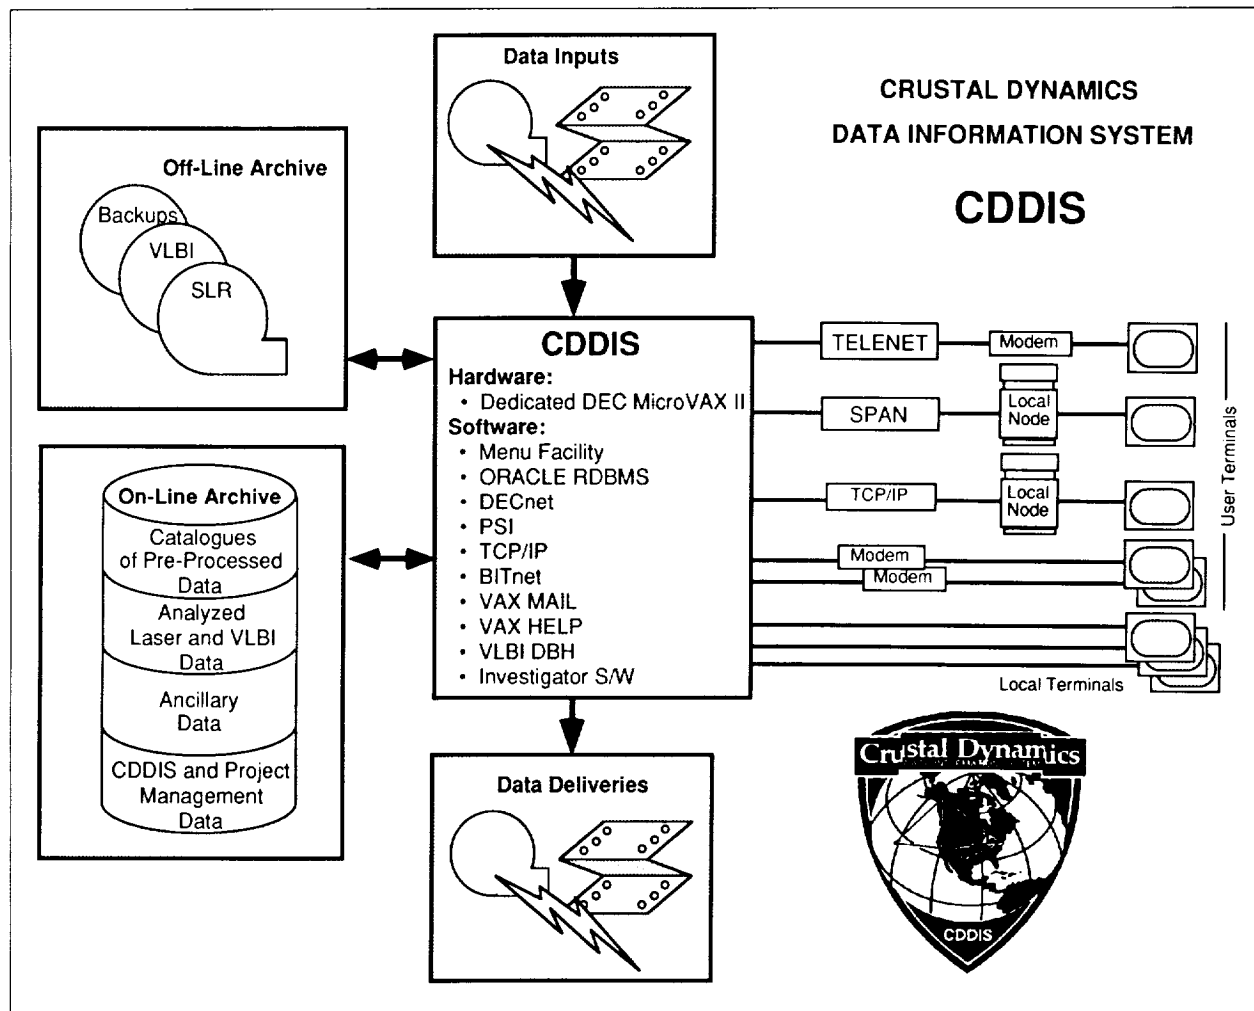 Data Inputs
CRUSTAL DYNAMICS
DATA INFORMATION SYSTEM
CDDIS
Off-Line Archive
Backups
VLBI
SLR
On-Line Archive
Catalogues
of Pre-Processed
Data
Analyzed
Laser and VLBI
Data
Ancillary
Data
CDDIS and Project
Management
Data
CDDIS
Hardware:
• Dedicated DEC MicroVAX II
Software:
• Menu Facility
• ORACLE RDBMS
• DECnet
• PSI
• TCP/IP
• BITnet
• VAX MAIL
• VAX HELP
• VLBI DBH
• Investigator S/W
TELENET
Modem
SPAN
Local
Node
TCP/IP
Local
Node
Modem
Modem
User Terminals
Local Terminals
Data Deliveries
Crustal Dynamics
CDDIS